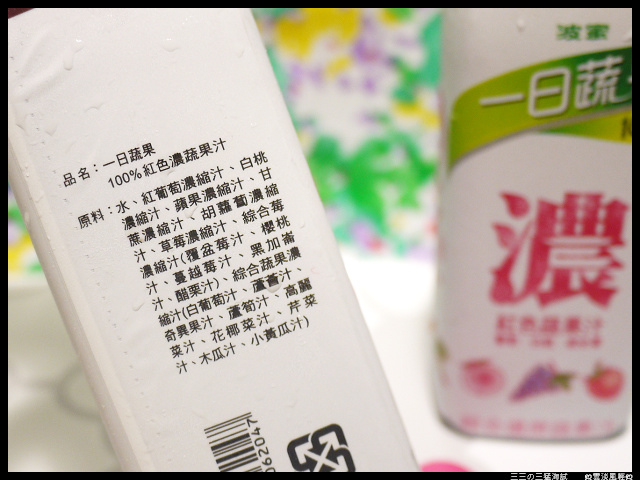 品名：一日蔬果
100%紅色濃蔬果汁
原料：水、紅葡萄濃縮汁、白桃
濃縮汁、蘋果濃縮汁、甘
蔗濃縮汁、胡蘿蔔濃縮
汁、草莓濃縮汁、綜合莓
濃縮汁(覆盆莓汁、櫻桃
汁、蔓越莓汁、黑加崙
汁、醋栗汁)、綜合蔬果濃
縮汁(白葡萄汁、蘆薈汁、
奇異果汁、蘆筍汁、高麗
菜汁、花椰菜汁、芹菜
汁、木瓜汁、小黃瓜汁)
062047
波蜜
一日蔬
濃
紅色蔬果汁
三三の三猛海賊